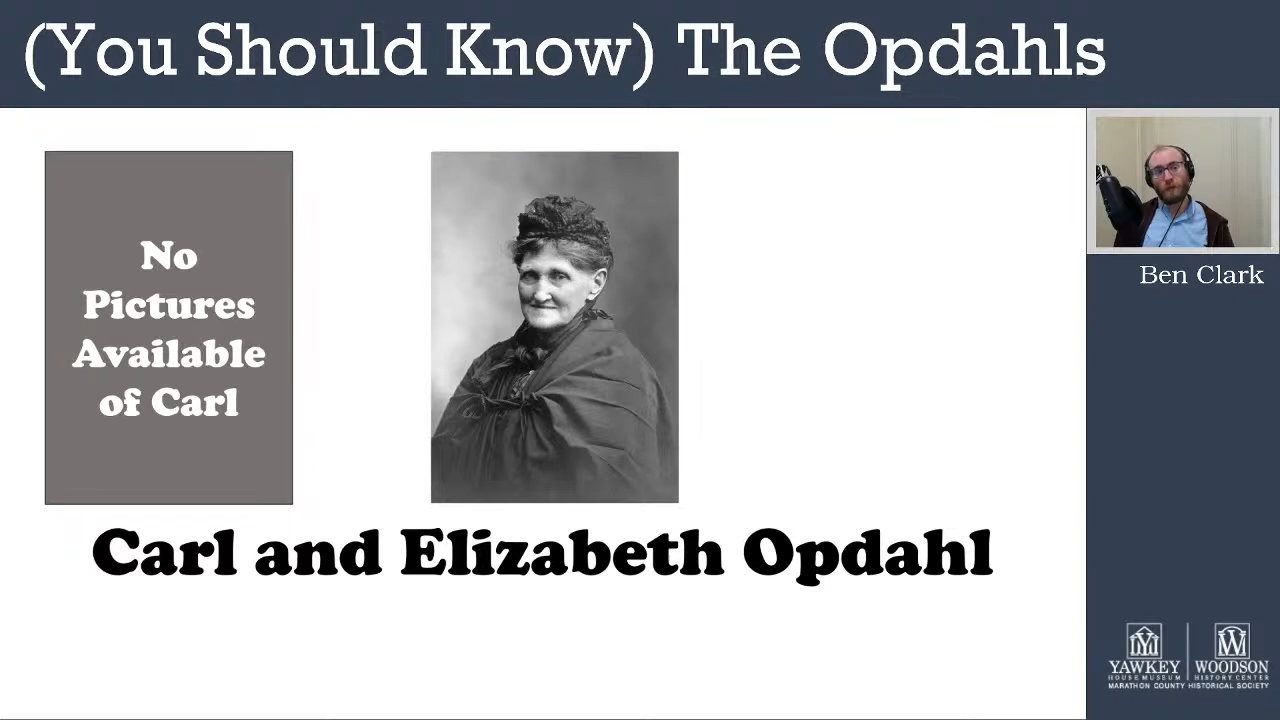 (You Should Know) The Opdahls
No
Pictures
Available
of Carl
Carl and Elizabeth Opdahl
Ben Clark
YAWKEY
HOUSE MUSEUM
WOODSON
HISTORY CENTER
MARATHON COUNTY HISTORICAL SOCIETY